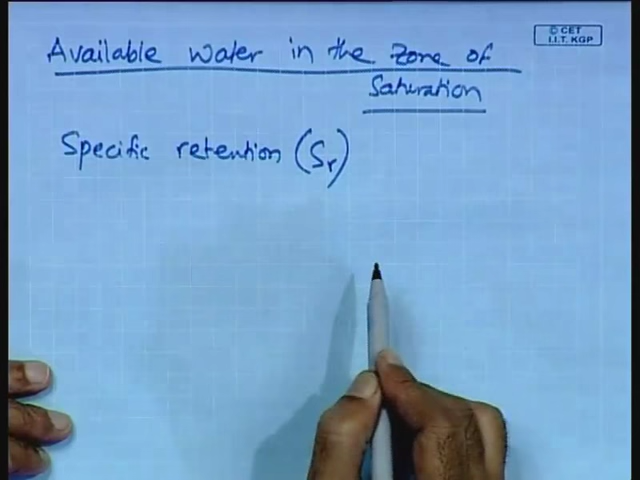 © CET
I.I.T. KGP
Available water in the zone of
Saturation
Specific retention (Sr)